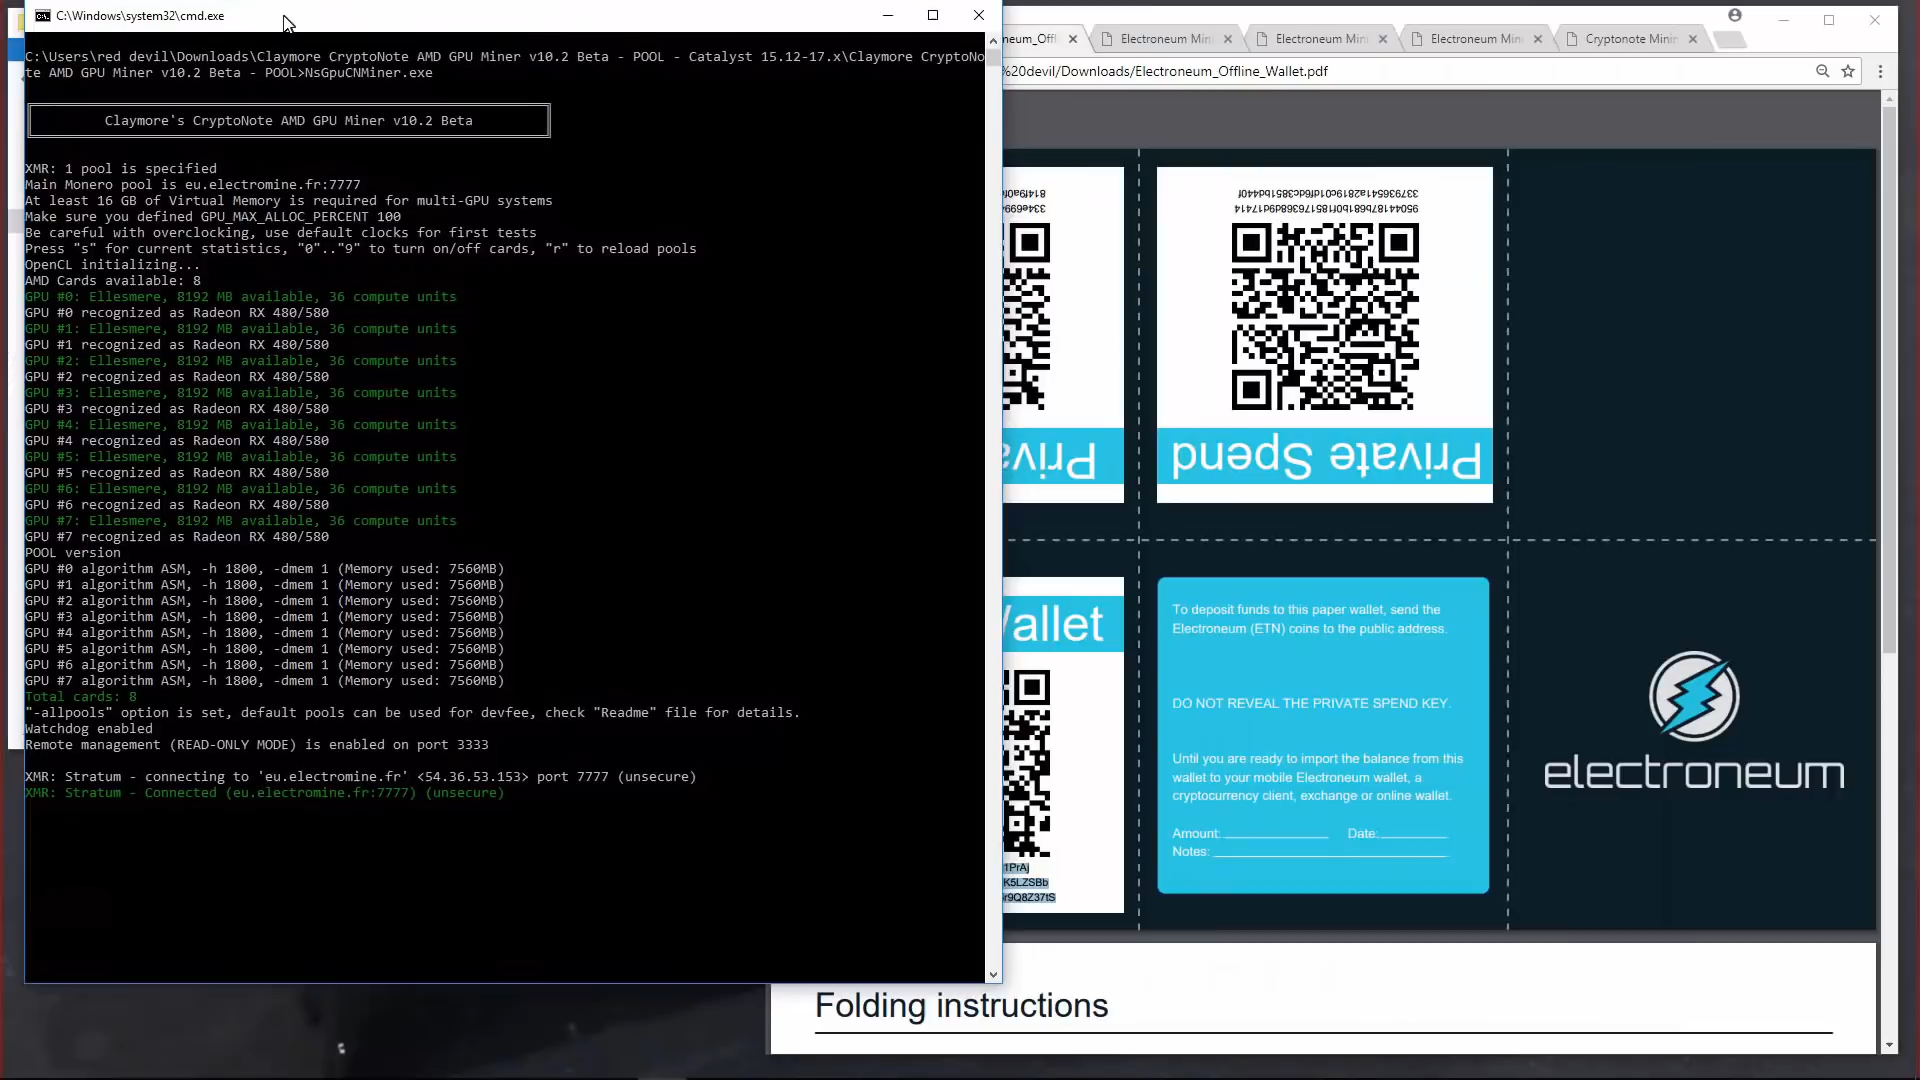 C:\Windows\system32\cmd.exe
C:\Users\red devil\Downloads\Claymore CryptoNote AMD GPU Miner v10.2 Beta - POOL - Catalyst 15.12-17.x\Claymore CryptoNo
te AMD GPU Miner v10.2 Beta - POOL>NsGpuCNMiner.exe
Claymore's CryptoNote AMD GPU Miner v10.2 Beta
XMR: 1 pool is specified
Main Monero pool is eu.electromine.fr:7777
At least 16 GB of Virtual Memory is required for multi-GPU systems
Make sure you defined GPU_MAX_ALLOC_PERCENT 100
Be careful with overclocking, use default clocks for first tests
Press "s" for current statistics, "0".."9" to turn on/off cards, "r" to reload pools
OpenCL initializing...
AMD Cards available: 8
GPU #0: Ellesmere, 8192 MB available, 36 compute units
GPU #0 recognized as Radeon RX 480/580
GPU #1: Ellesmere, 8192 MB available, 36 compute units
GPU #1 recognized as Radeon RX 480/580
GPU #2: Ellesmere, 8192 MB available, 36 compute units
GPU #2 recognized as Radeon RX 480/580
GPU #3: Ellesmere, 8192 MB available, 36 compute units
GPU #3 recognized as Radeon RX 480/580
GPU #4: Ellesmere, 8192 MB available, 36 compute units
GPU #4 recognized as Radeon RX 480/580
GPU #5: Ellesmere, 8192 MB available, 36 compute units
GPU #5 recognized as Radeon RX 480/580
GPU #6: Ellesmere, 8192 MB available, 36 compute units
GPU #6 recognized as Radeon RX 480/580
GPU #7: Ellesmere, 8192 MB available, 36 compute units
GPU #7 recognized as Radeon RX 480/580
POOL version
GPU #0 algorithm ASM, -h 1800, -dmem 1 (Memory used: 7560MB)
GPU #1 algorithm ASM, -h 1800, -dmem 1 (Memory used: 7560MB)
GPU #2 algorithm ASM, -h 1800, -dmem 1 (Memory used: 7560MB)
GPU #3 algorithm ASM, -h 1800, -dmem 1 (Memory used: 7560MB)
GPU #4 algorithm ASM, -h 1800, -dmem 1 (Memory used: 7560MB)
GPU #5 algorithm ASM, -h 1800, -dmem 1 (Memory used: 7560MB)
GPU #6 algorithm ASM, -h 1800, -dmem 1 (Memory used: 7560MB)
GPU #7 algorithm ASM, -h 1800, -dmem 1 (Memory used: 7560MB)
Total cards: 8
"-allpools" option is set, default pools can be used for devfee, check "Readme" file for details.
Watchdog enabled
Remote management (READ-ONLY MODE) is enabled on port 3333
XMR: Stratum - connecting to 'eu.electromine.fr' <54.36.53.153> port 7777 (unsecure)
XMR: Stratum - Connected (eu.electromine.fr:7777) (unsecure)
neum_Offl
Electroneum Min
Electroneum Min
Electroneum Min
Cryptonote Minin
%20devil/Downloads/Electroneum_Offline_Wallet.pdf
Private Spend
Priva
Wallet
1PrAj
K5LZSBb
r9Q8Z37tS
To deposit funds to this paper wallet, send the
Electroneum (ETN) coins to the public address.
DO NOT REVEAL THE PRIVATE SPEND KEY.
Until you are ready to import the balance from this
wallet to your mobile Electroneum wallet, a
cryptocurrency client, exchange or online wallet.
Amount: Date:
Notes:
electroneum
Folding instructions